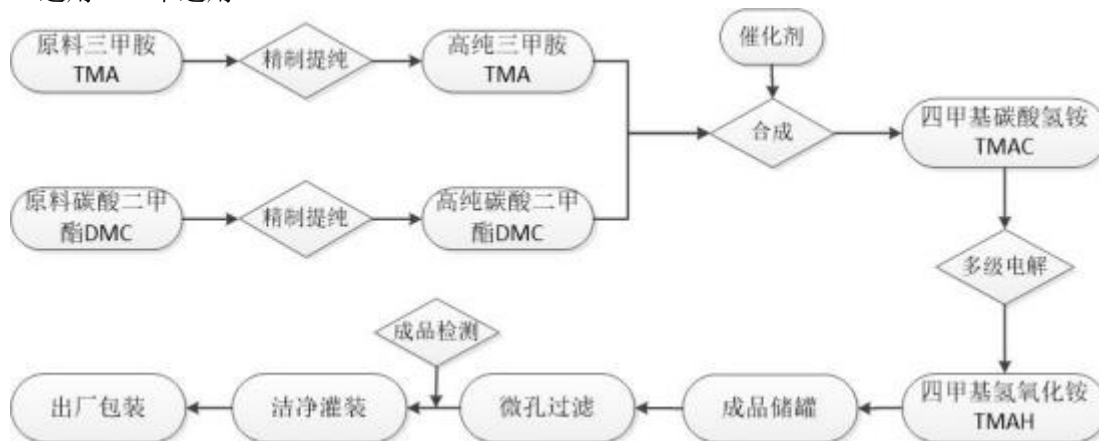 原料三甲胺
TMA
精制提纯
高纯三甲胺
TMA
催化剂
合成
四甲基碳酸氢铵
TMAC
原料碳酸二甲
酯DMC
精制提纯
高纯碳酸二甲
酯DMC
多级电解
成品检测
出厂包装
洁净灌装
微孔过滤
成品储罐
四甲基氢氧化铵
TMAH